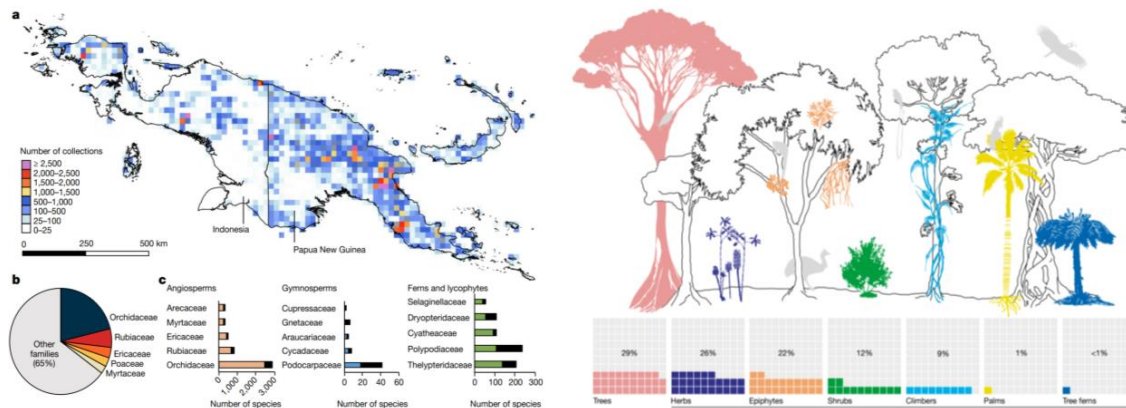 a
Number of collections
≥ 2,500
2,000–2,500
1,500–2,000
1,000–1,500
500–1,000
100–500
25–100
0–25
0 250 500 km
Indonesia
Papua New Guinea
b
Other
families
(65%)
Orchidaceae
Rubiaceae
Ericaceae
Poaceae
Myrtaceae
c
Angiosperms
Arecaceae
Myrtaceae
Ericaceae
Rubiaceae
Orchidaceae
0 1,000 2,000 3,000
Number of species
Gymnosperms
Cupressaceae
Gnetaceae
Araucariaceae
Cycadaceae
Podocarpaceae
0 20 40 60
Number of species
Ferns and lycophytes
Selaginellaceae
Dryopteridaceae
Cyatheaceae
Polypodiaceae
Thelypteridaceae
0 100 200 300
Number of species
29% 26% 22% 12% 9% 1% <1%
Trees Herbs Epiphytes Shrubs Climbers Palms Tree ferns